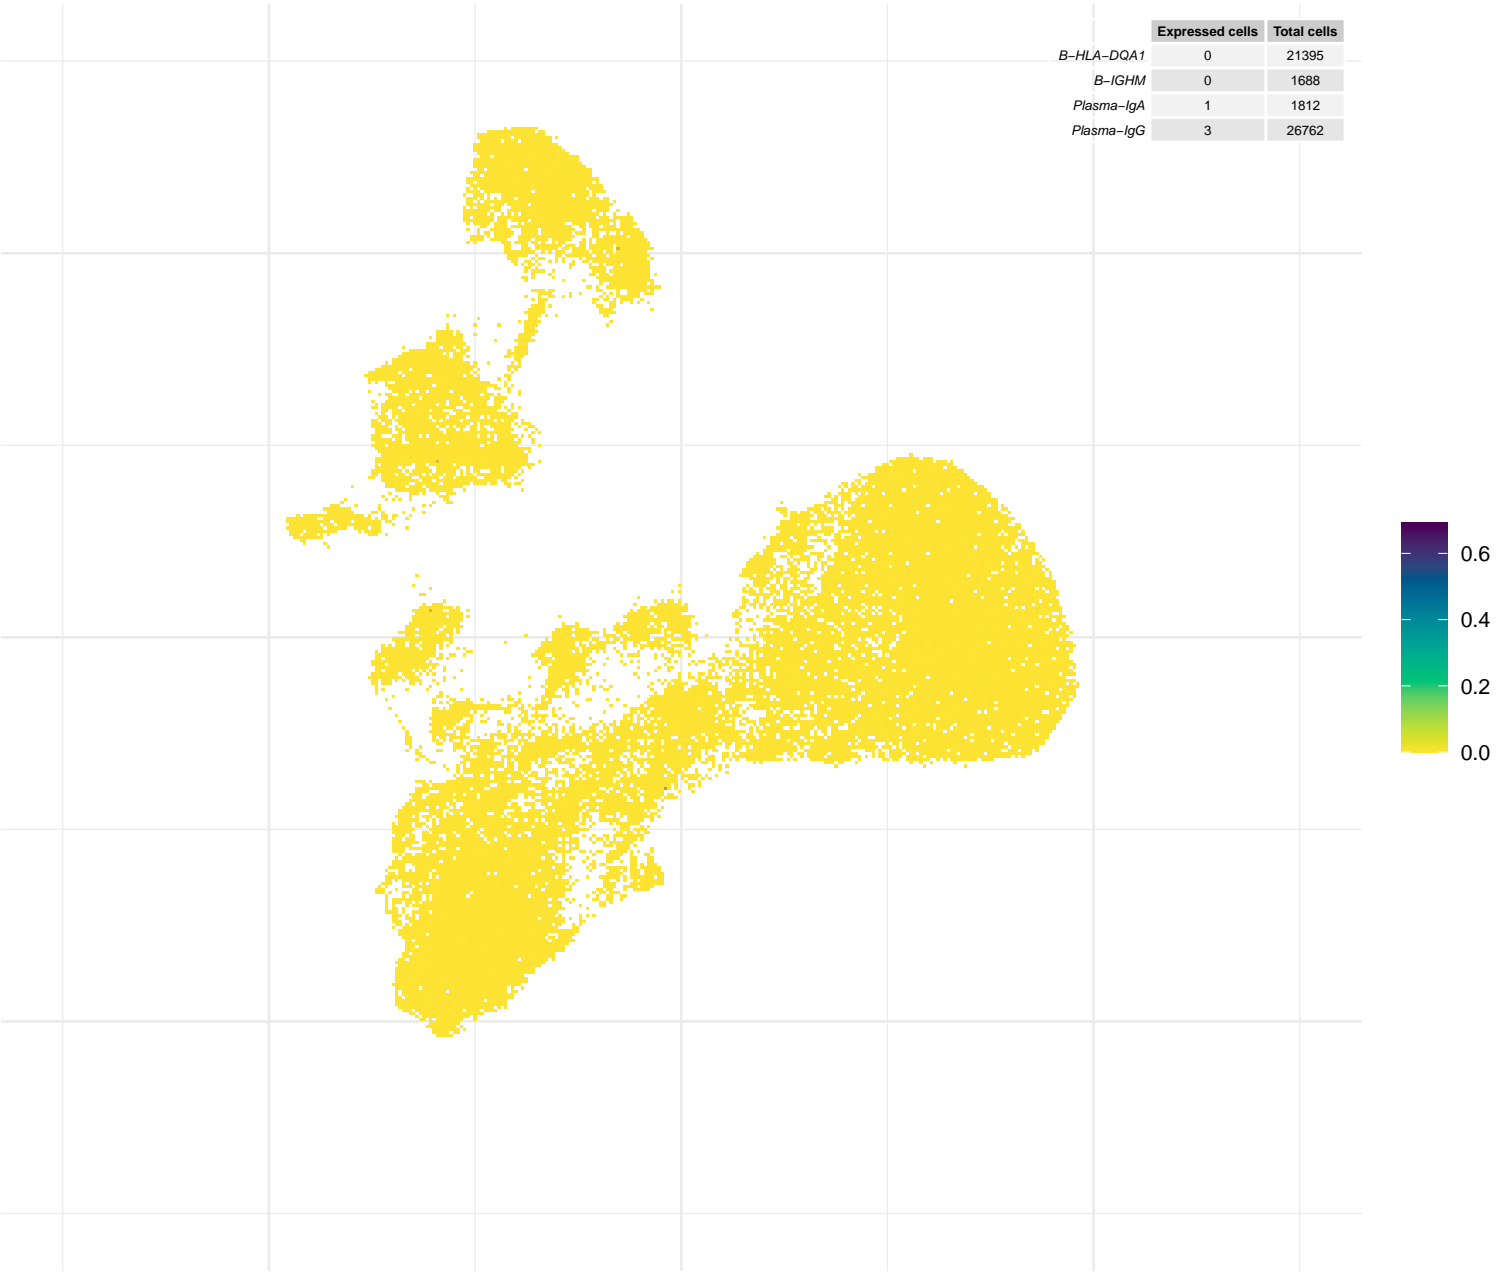 Expressed cells Total cells
B−HLA−DQA1 0 21395
B−IGHM 0 1688
Plasma−IgA 1 1812
Plasma−IgG 3 26762
0.6
0.4
0.2
0.0